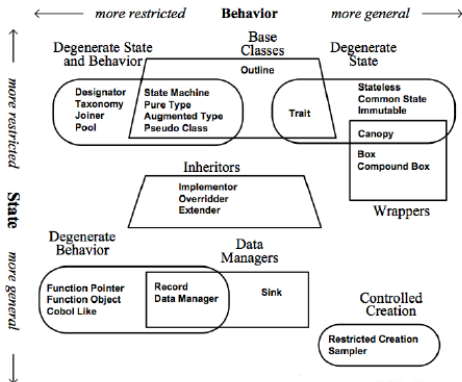 more restricted Behavior more general
Base
Classes
Degenerate State
and Behavior
Degenerate
State
Outline
Designator
Taxonomy
Joiner
Pool
State Machine
Pure Type
Augmented Type
Pseudo Class
Trait
Stateless
Common State
Immutable
Canopy
Box
Compound Box
Wrappers
more restricted
State
more general
Inheritors
Implementor
Overridder
Extender
Degenerate
Behavior
Data
Managers
Function Pointer
Function Object
Cobol Like
Record
Data Manager
Sink
Controlled
Creation
Restricted Creation
Sampler